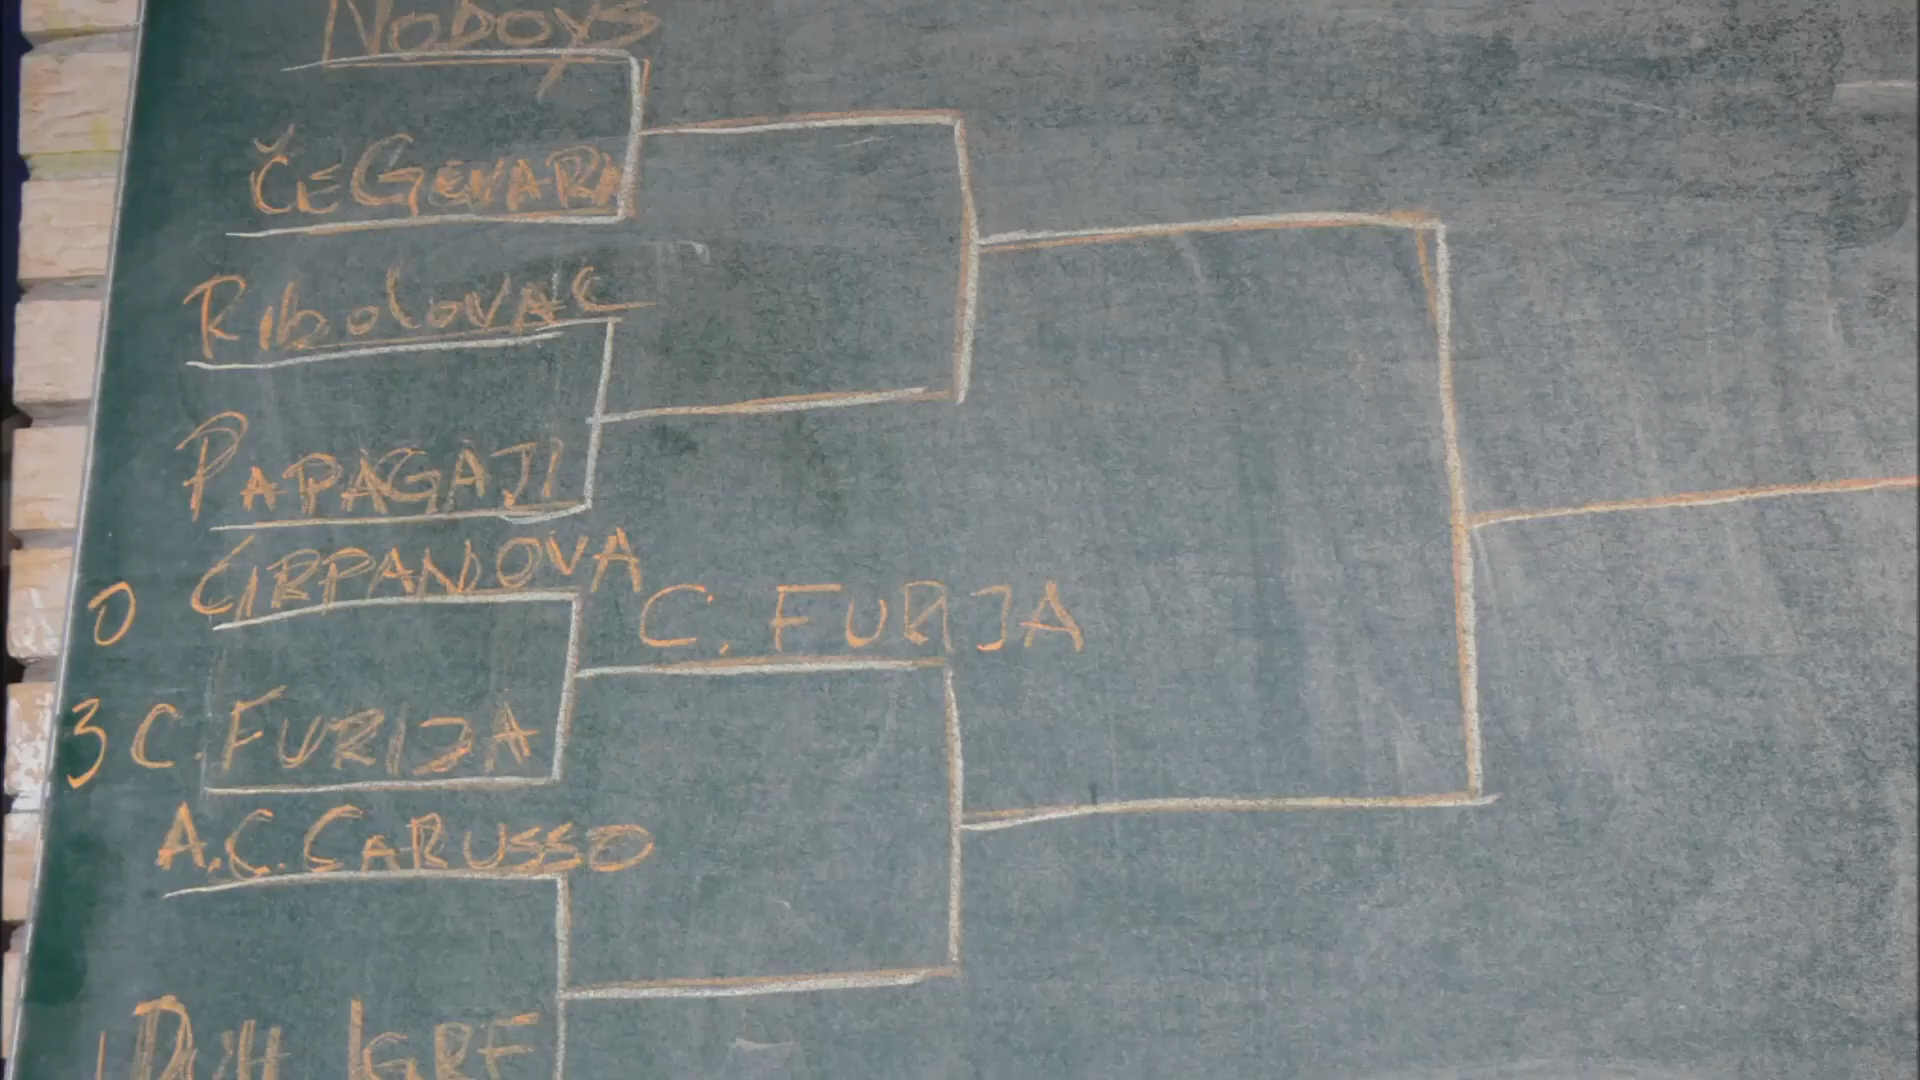 NOBOYS
ČEGEVARA
RIBOLOVAC
PAPAGAJI
0 ĆIRPANOVA
C. FURIJA
3 C. FURIJA
A.C. CARUSSO
DUH IGRE